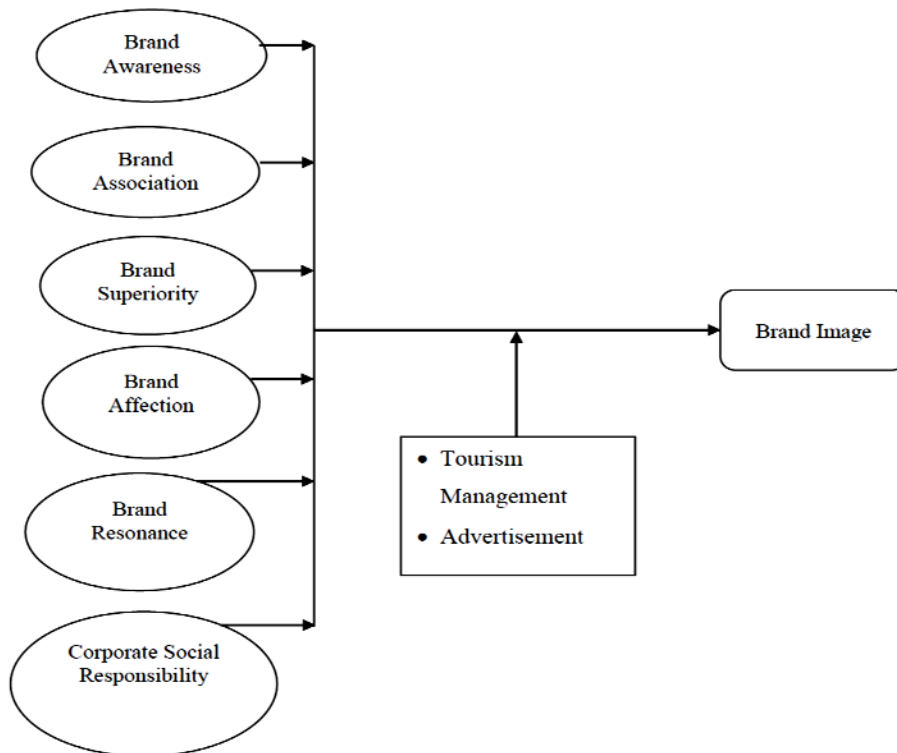 Brand
Awareness
Brand
Association
Brand
Superiority
Brand
Affection
Brand
Resonance
Corporate Social
Responsibility
Brand Image
• Tourism
Management
• Advertisement